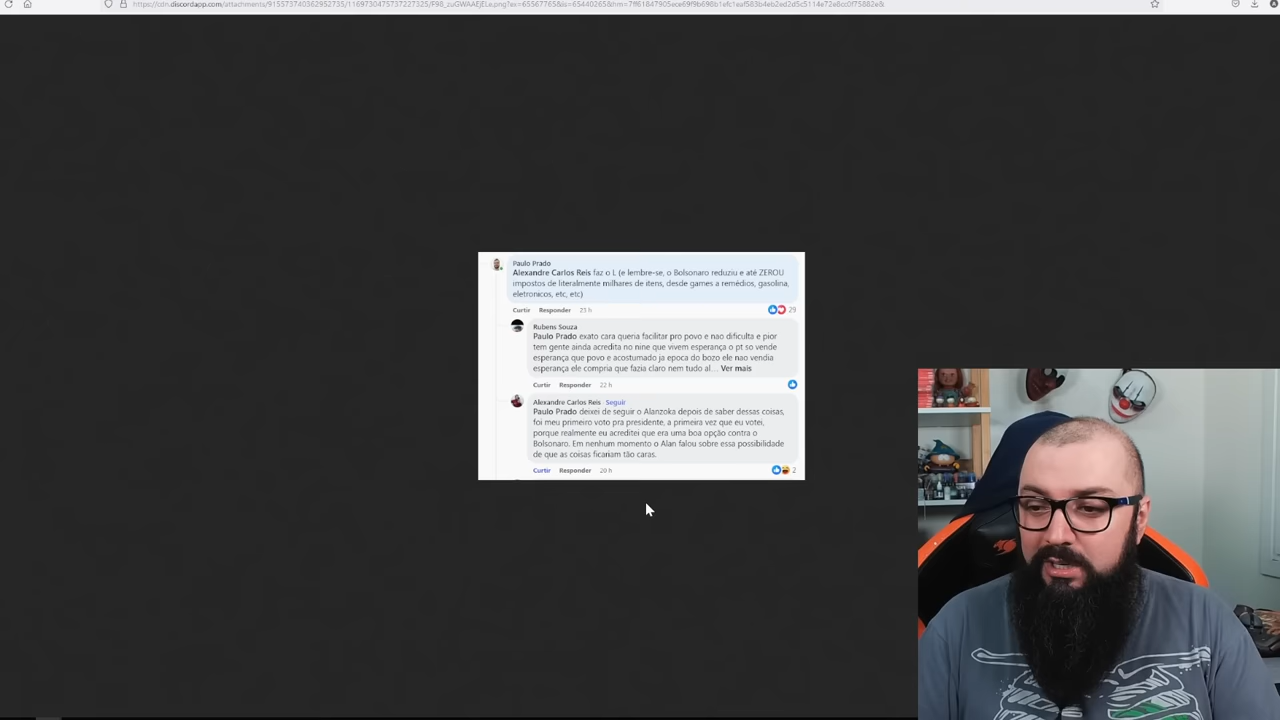 Paulo Prado
Alexandre Carlos Reis faz o L (e lembre-se, o Bolsonaro reduziu e até ZEROU
impostos de literalmente milhares de itens, desde games a remédios, gasolina,
eletronicos, etc, etc)
Curtir Responder 23 h 29
Rubens Souza
Paulo Prado exato cara queria facilitar pro povo e nao dificulta e pior
tem gente ainda acredita no nine que vivem esperança o pt so vende
esperança que povo e acostumado ja epoca do bozo ele nao vendia
esperança ele compria que fazia claro nem tudo al... Ver mais
Curtir Responder 22 h
Alexandre Carlos Reis · Seguir
Paulo Prado deixei de seguir o Alanzoka depois de saber dessas coisas,
foi meu primeiro voto pra presidente, a primeira vez que eu votei,
porque realmente eu acreditei que era uma boa opção contra o
Bolsonaro. Em nenhum momento o Alan falou sobre essa possibilidade
de que as coisas ficariam tão caras.
Curtir Responder 20 h 2